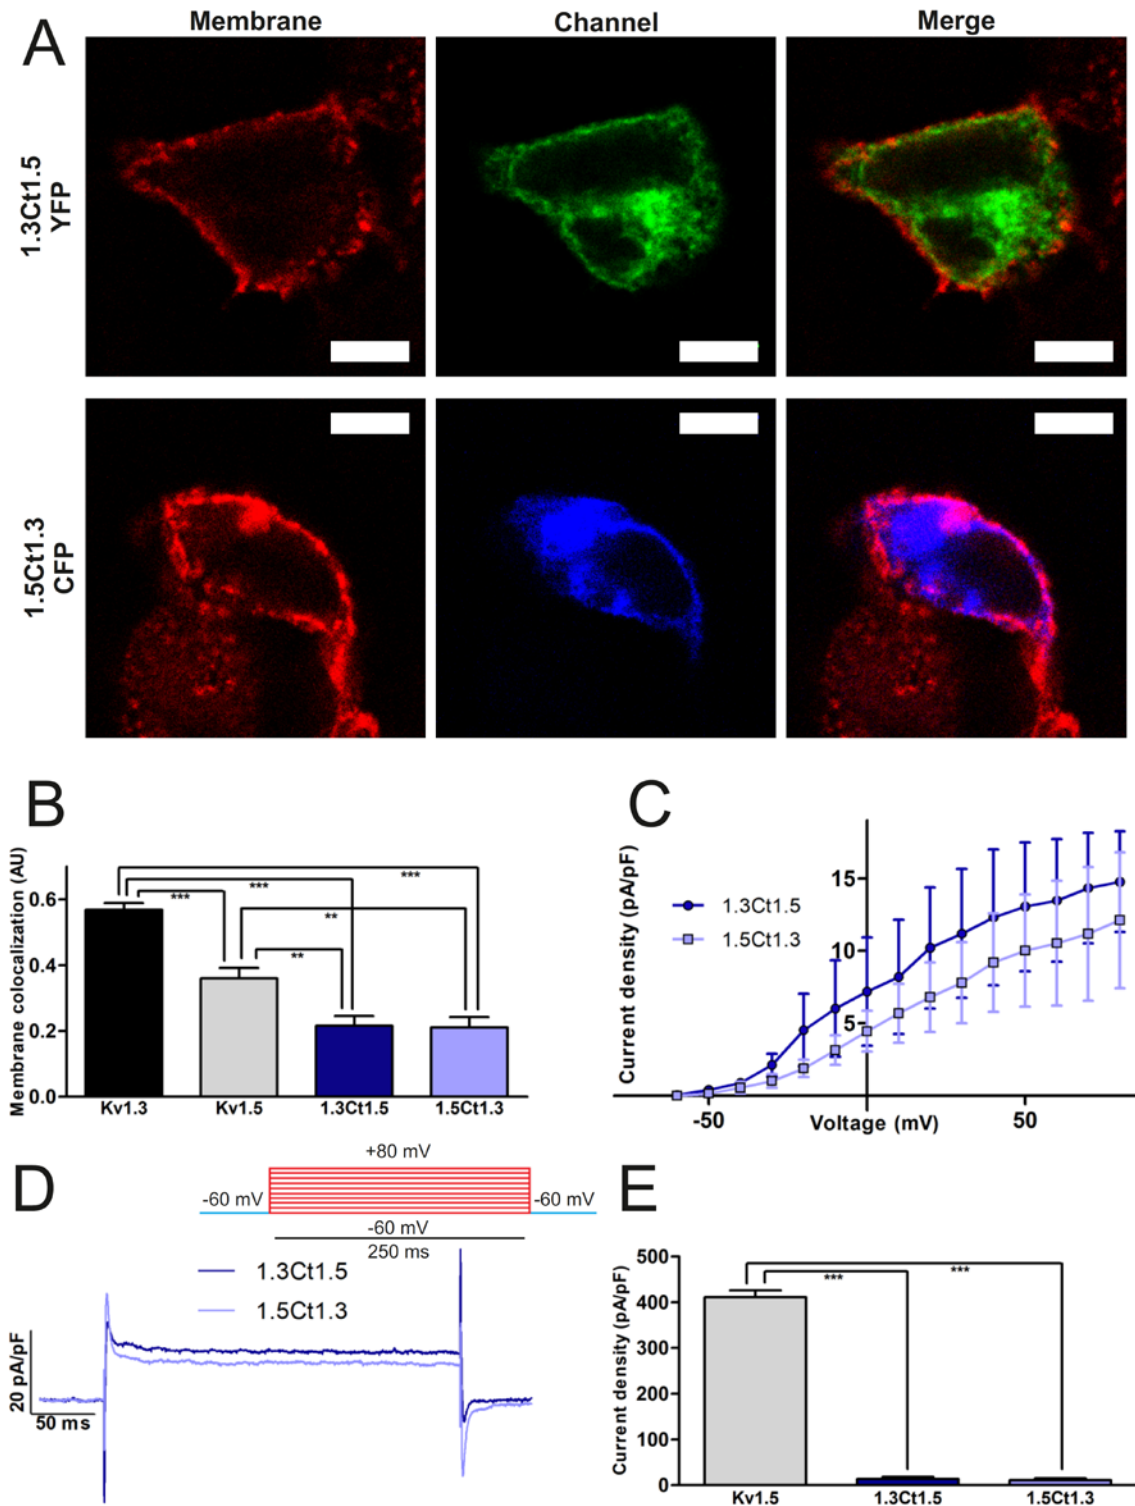 A
Membrane
Channel
Merge
1.3Ct1.5
YFP
1.5Ct1.3
CFP
B
Membrane colocalization (AU)
0.6
0.4
0.2
0.0
***
***
***
**
**
Kv1.3
Kv1.5
1.3Ct1.5
1.5Ct1.3
C
Current density (pA/pF)
15
10
5
1.3Ct1.5
1.5Ct1.3
-50
Voltage (mV)
50
D
+80 mV
-60 mV
-60 mV
-60 mV
250 ms
1.3Ct1.5
1.5Ct1.3
20 pA/pF
50 ms
E
Current density (pA/pF)
500
400
300
200
100
0
***
***
Kv1.5
1.3Ct1.5
1.5Ct1.3